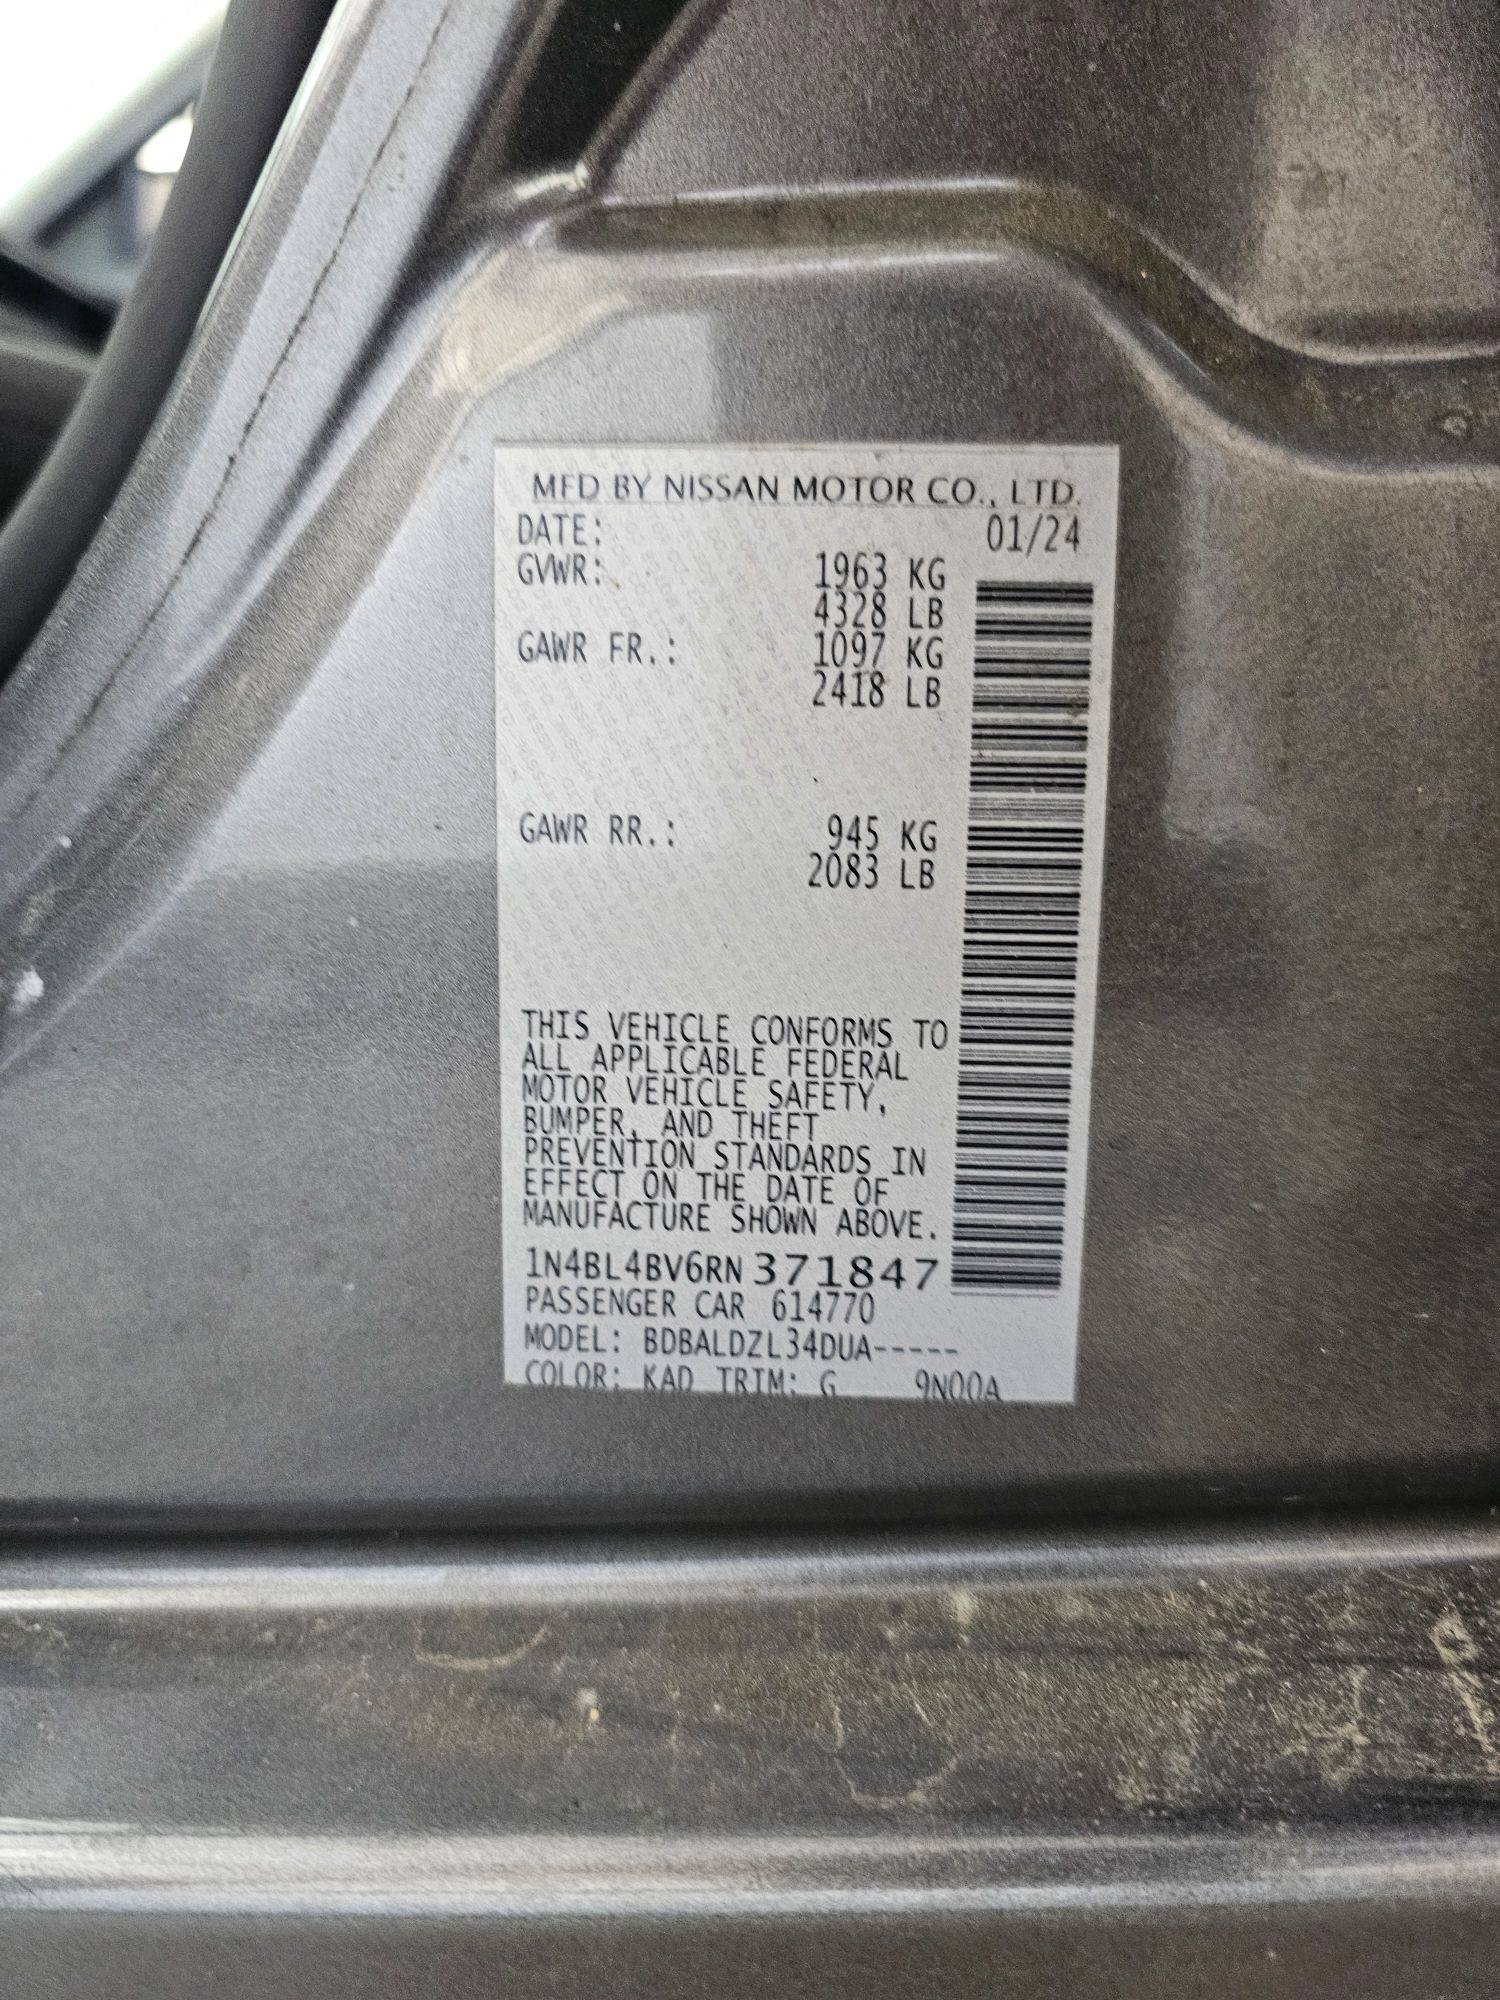 MFD BY NISSAN MOTOR CO., LTD.
DATE: 01/24
GVWR: 1963 KG
4328 LB
GAWR FR.: 1097 KG
2418 LB
GAWR RR.: 945 KG
2083 LB
THIS VEHICLE CONFORMS TO
ALL APPLICABLE FEDERAL
MOTOR VEHICLE SAFETY,
BUMPER, AND THEFT
PREVENTION STANDARDS IN
EFFECT ON THE DATE OF
MANUFACTURE SHOWN ABOVE.
1N4BL4BV6RN371847
PASSENGER CAR 614770
MODEL: BDBALDZL34DUA-----
COLOR: KAD TRIM: G 9N00A